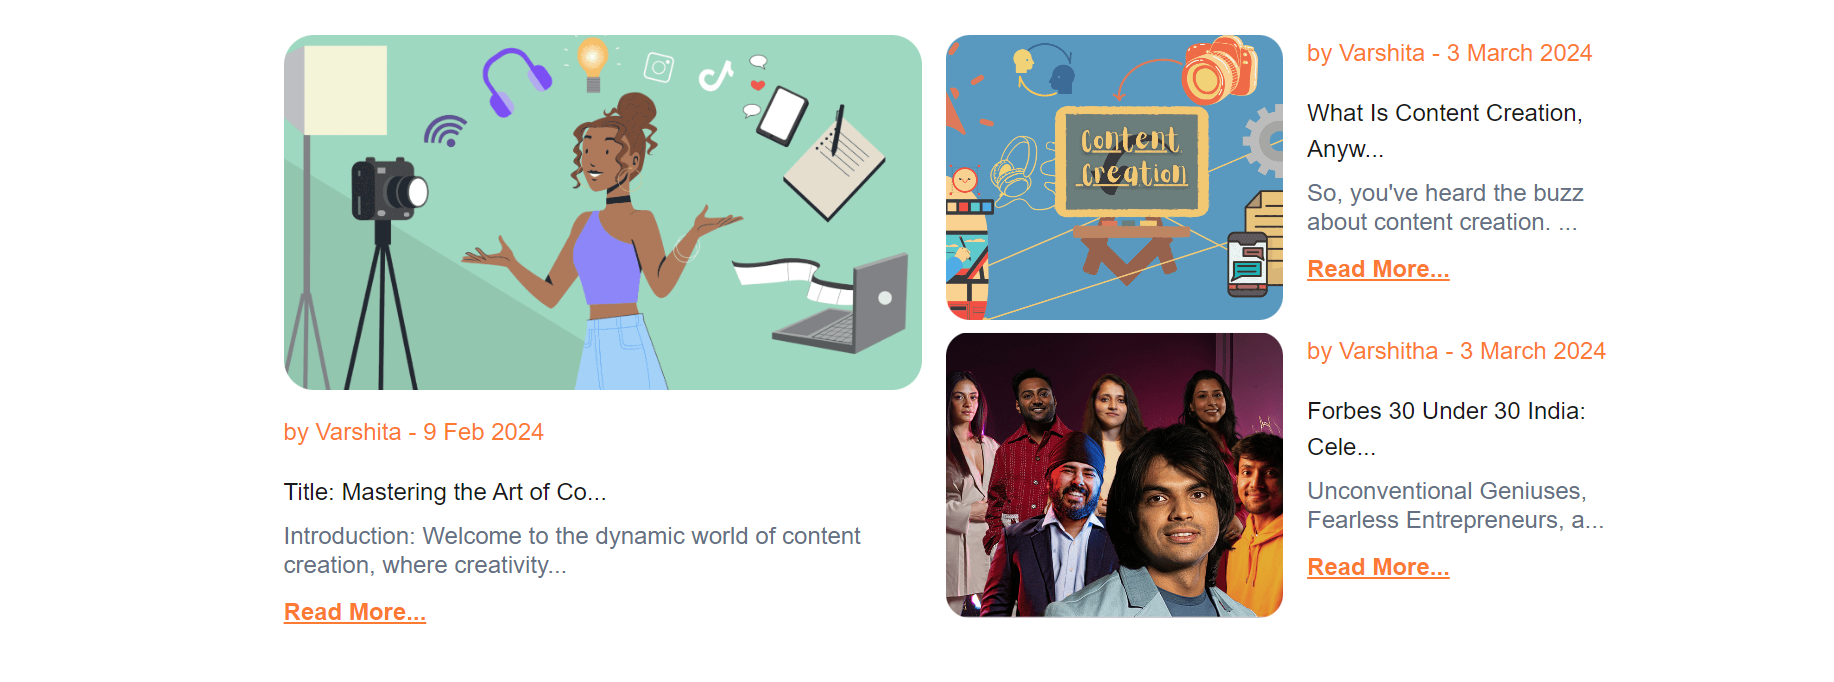 by Varshita - 9 Feb 2024
Title: Mastering the Art of Co...
Introduction: Welcome to the dynamic world of content
creation, where creativity...
Read More...
Content
Creation
by Varshita - 3 March 2024
What Is Content Creation,
Anyw...
So, you've heard the buzz
about content creation. ...
Read More...
by Varshitha - 3 March 2024
Forbes 30 Under 30 India:
Cele...
Unconventional Geniuses,
Fearless Entrepreneurs, a...
Read More...